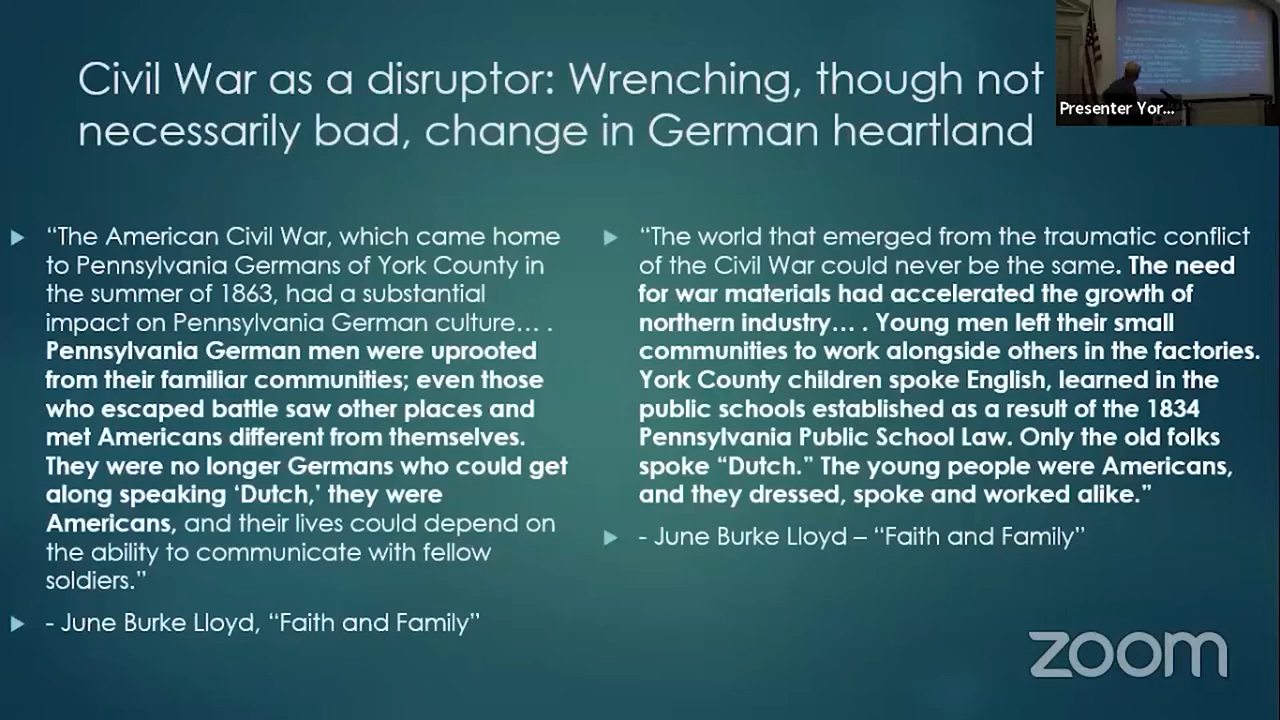 Civil War as a disruptor: Wrenching, though not
necessarily bad, change in German heartland
Presenter Yor...
“The American Civil War, which came home
to Pennsylvania Germans of York County in
the summer of 1863, had a substantial
impact on Pennsylvania German culture… .
Pennsylvania German men were uprooted
from their familiar communities; even those
who escaped battle saw other places and
met Americans different from themselves.
They were no longer Germans who could get
along speaking ‘Dutch,’ they were
Americans, and their lives could depend on
the ability to communicate with fellow
soldiers.”
- June Burke Lloyd, “Faith and Family”
“The world that emerged from the traumatic conflict
of the Civil War could never be the same. The need
for war materials had accelerated the growth of
northern industry… . Young men left their small
communities to work alongside others in the factories.
York County children spoke English, learned in the
public schools established as a result of the 1834
Pennsylvania Public School Law. Only the old folks
spoke “Dutch.” The young people were Americans,
and they dressed, spoke and worked alike.”
- June Burke Lloyd – “Faith and Family”
zoom